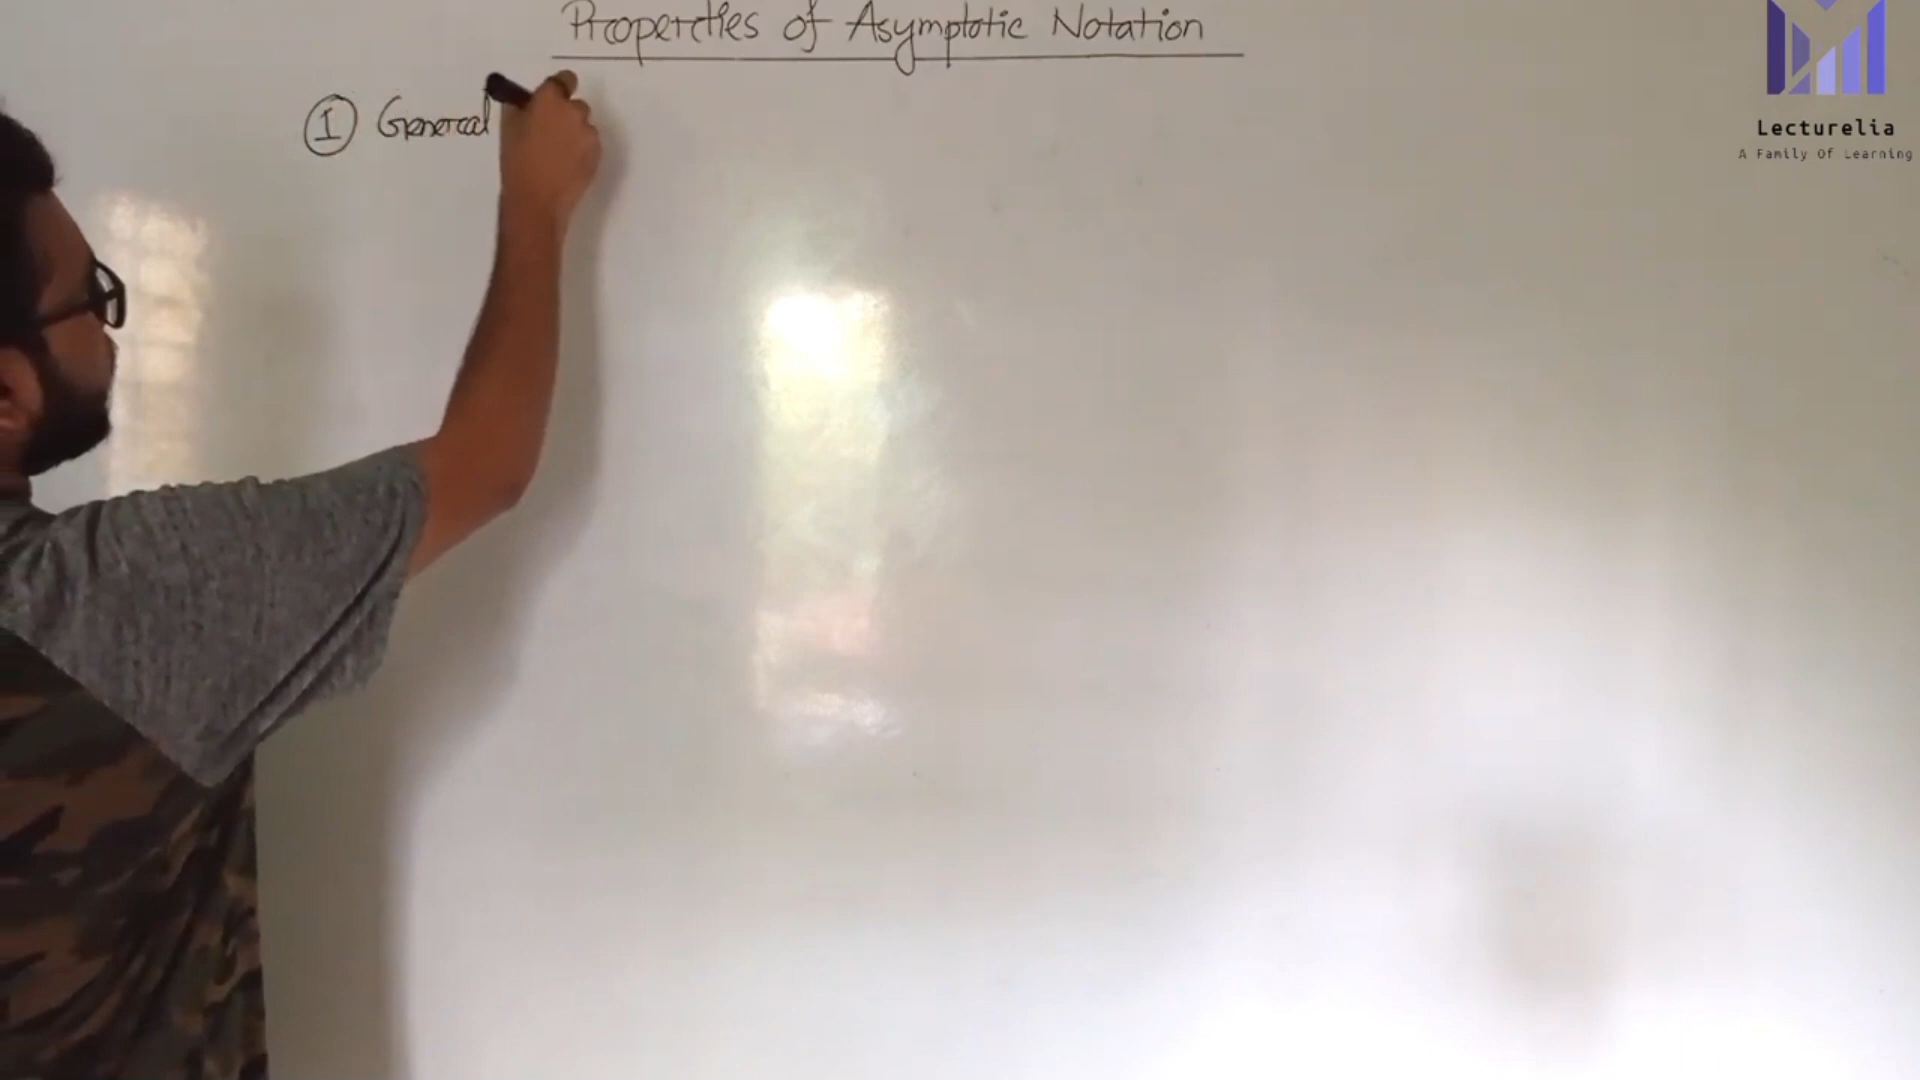 Properties of Asymptotic Notation
① General
Lecturelia
A Family Of Learning